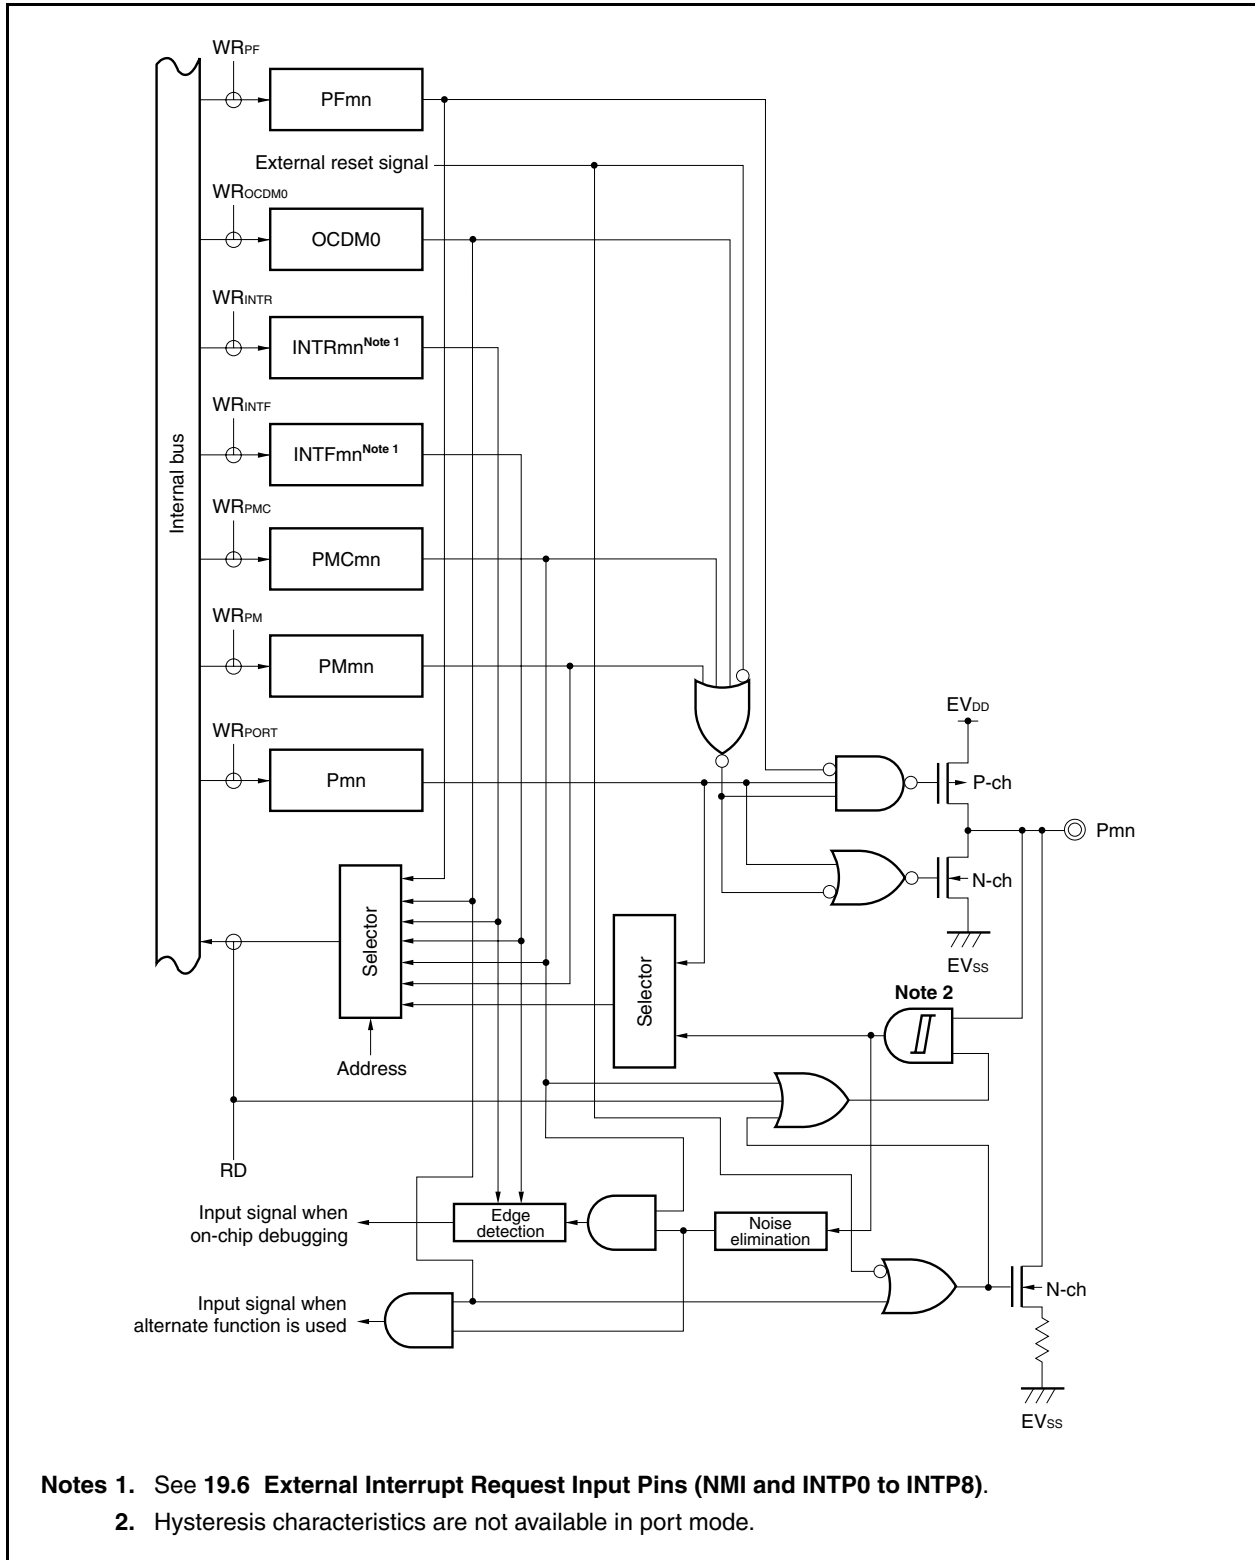 WRPF
PFmn
External reset signal
WROCDM0
OCDM0
WRINTR
INTRmnNote 1
WRINTF
INTFmnNote 1
Internal bus
WRPMC
PMCmn
WRPM
PMmn
EVDD
WRPORT
Pmn
P-ch
Pmn
N-ch
Selector
EVSS
Selector
Note 2
Address
RD
Input signal when
on-chip debugging
Edge
detection
Noise
elimination
N-ch
Input signal when
alternate function is used
EVSS
Notes 1. See 19.6 External Interrupt Request Input Pins (NMI and INTP0 to INTP8).
2. Hysteresis characteristics are not available in port mode.